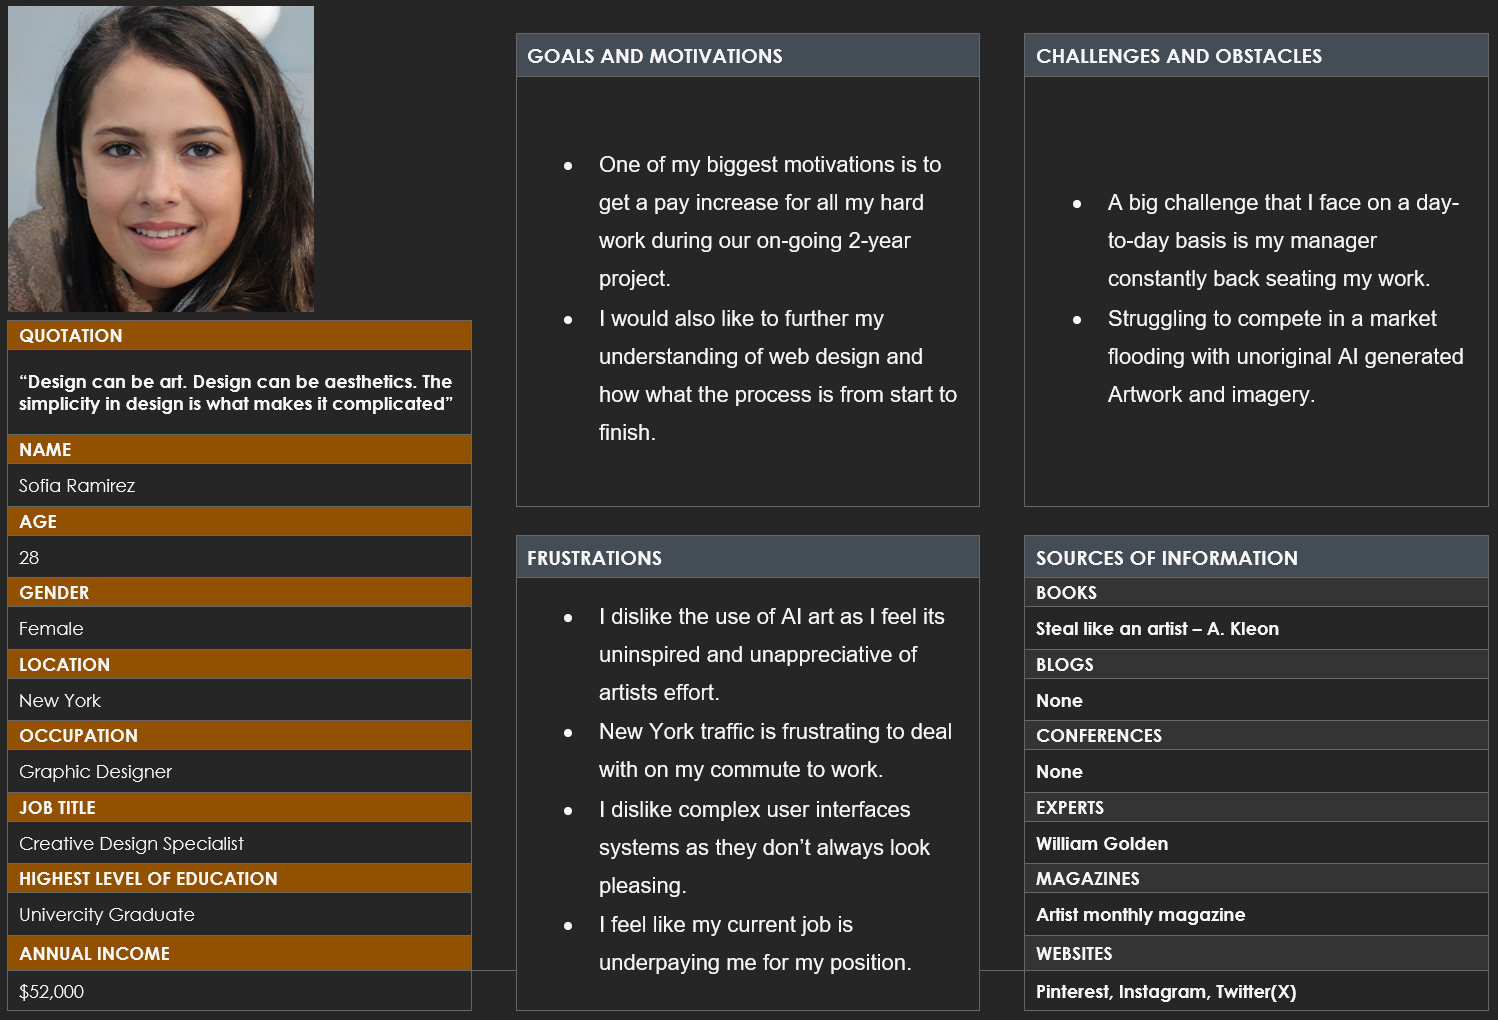 QUOTATION
“Design can be art. Design can be aesthetics. The
simplicity in design is what makes it complicated”
NAME
Sofia Ramirez
AGE
28
GENDER
Female
LOCATION
New York
OCCUPATION
Graphic Designer
JOB TITLE
Creative Design Specialist
HIGHEST LEVEL OF EDUCATION
Univercity Graduate
ANNUAL INCOME
$52,000
GOALS AND MOTIVATIONS
• One of my biggest motivations is to
get a pay increase for all my hard
work during our on-going 2-year
project.
• I would also like to further my
understanding of web design and
how what the process is from start to
finish.
FRUSTRATIONS
• I dislike the use of AI art as I feel its
uninspired and unappreciative of
artists effort.
• New York traffic is frustrating to deal
with on my commute to work.
• I dislike complex user interfaces
systems as they don’t always look
pleasing.
• I feel like my current job is
underpaying me for my position.
CHALLENGES AND OBSTACLES
• A big challenge that I face on a day-
to-day basis is my manager
constantly back seating my work.
• Struggling to compete in a market
flooding with unoriginal AI generated
Artwork and imagery.
SOURCES OF INFORMATION
BOOKS
Steal like an artist – A. Kleon
BLOGS
None
CONFERENCES
None
EXPERTS
William Golden
MAGAZINES
Artist monthly magazine
WEBSITES
Pinterest, Instagram, Twitter(X)